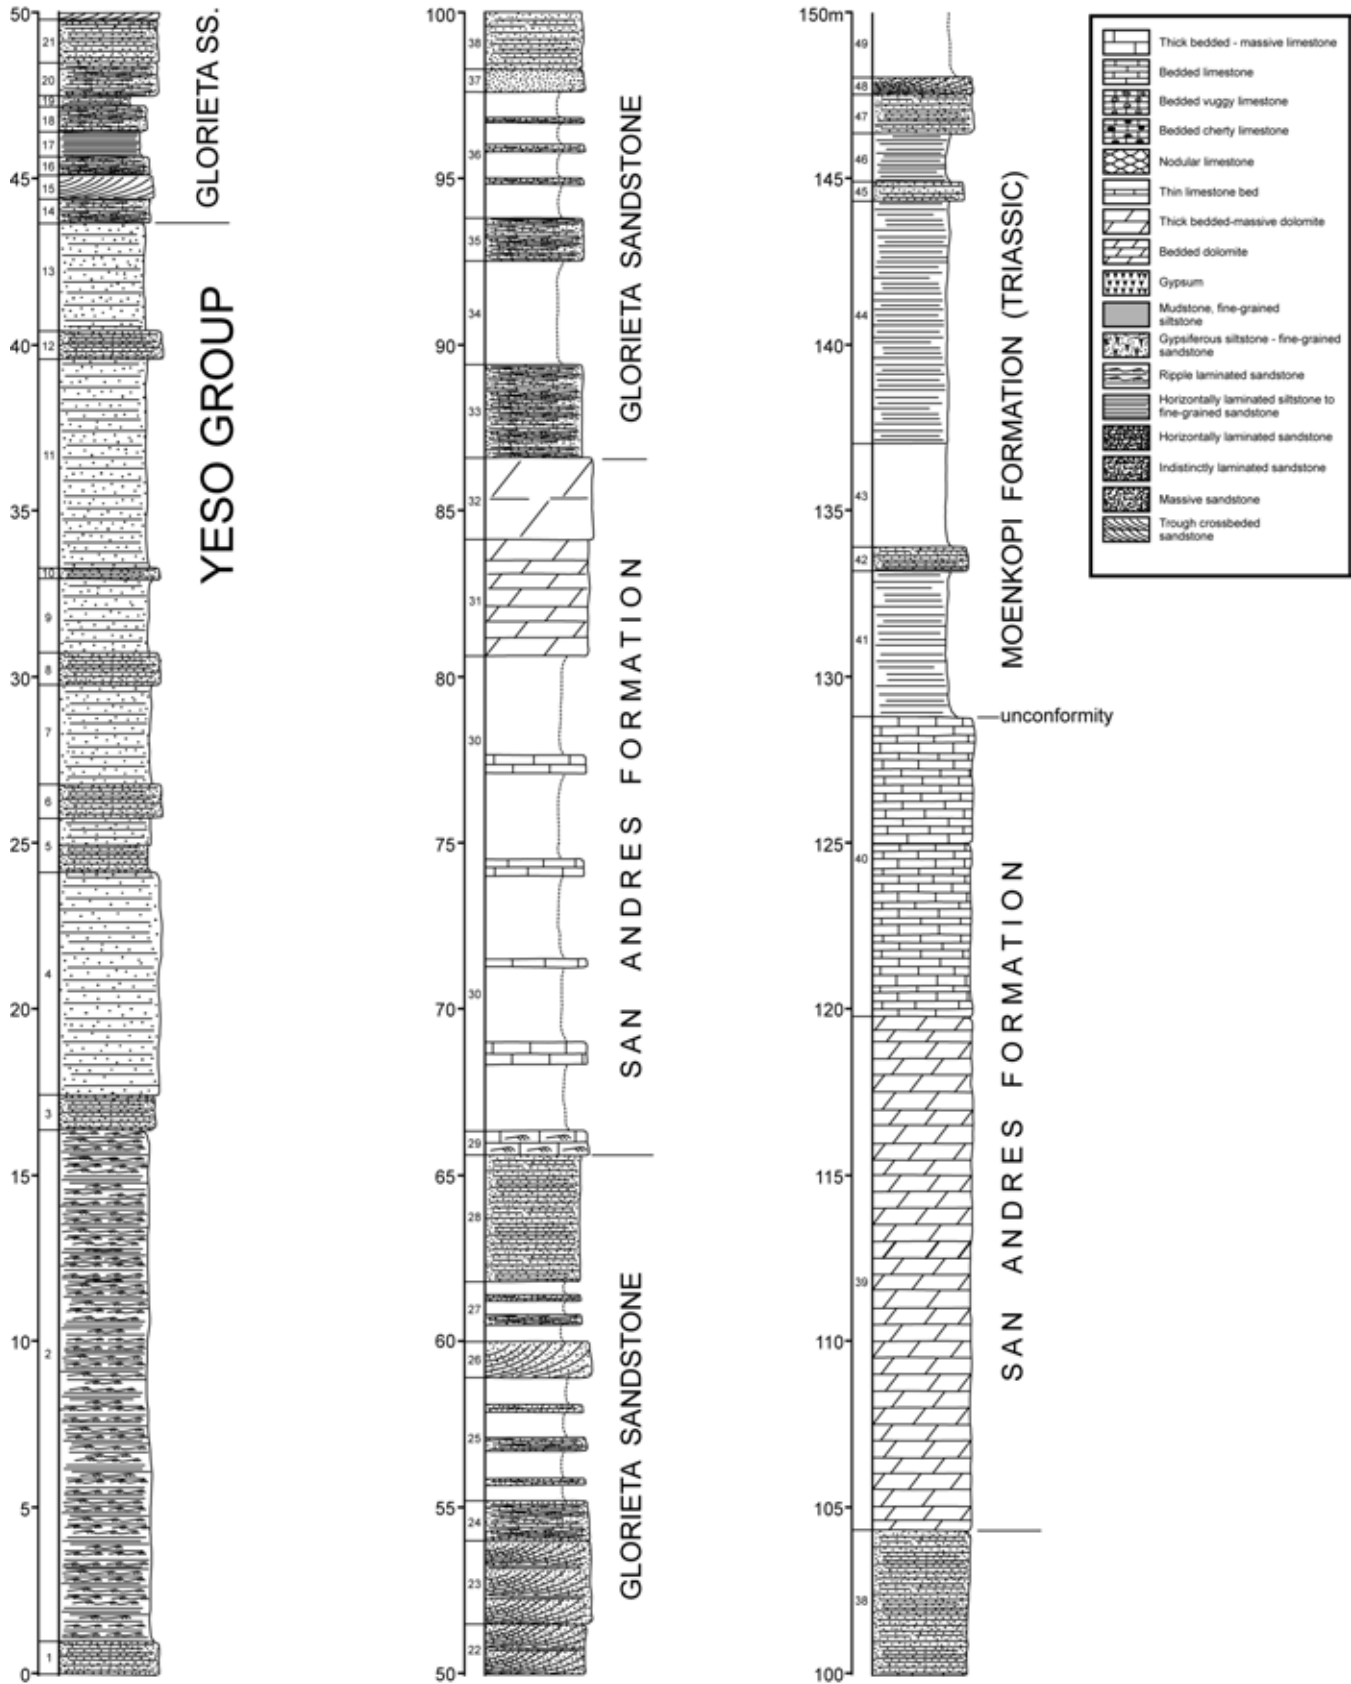 50
21
20
19
18
17
16
45
15
14
13
40
12
11
35
10
9
8
30
7
6
25
5
4
20
3
15
2
10
5
1
0
GLORIETA SS.
YESO GROUP
100
38
37
36
95
35
34
90
33
85
32
31
80
30
75
70
30
29
65
28
27
60
26
25
55
24
23
22
50
GLORIETA SANDSTONE
SAN ANDRES FORMATION
GLORIETA SANDSTONE
150m
49
48
47
46
145
45
44
140
43
135
42
41
130
125
40
120
115
39
110
105
38
100
MOENKOPI FORMATION (TRIASSIC)
unconformity
SAN ANDRES FORMATION
Thick bedded - massive limestone
Bedded limestone
Bedded vuggy limestone
Bedded cherty limestone
Nodular limestone
Thin limestone bed
Thick bedded-massive dolomite
Bedded dolomite
Gypsum
Mudstone, fine-grained
siltstone
Gypsiferous siltstone - fine-grained
sandstone
Ripple laminated sandstone
Horizontally laminated siltstone to
fine-grained sandstone
Horizontally laminated sandstone
Indistinctly laminated sandstone
Massive sandstone
Trough crossbeded
sandstone